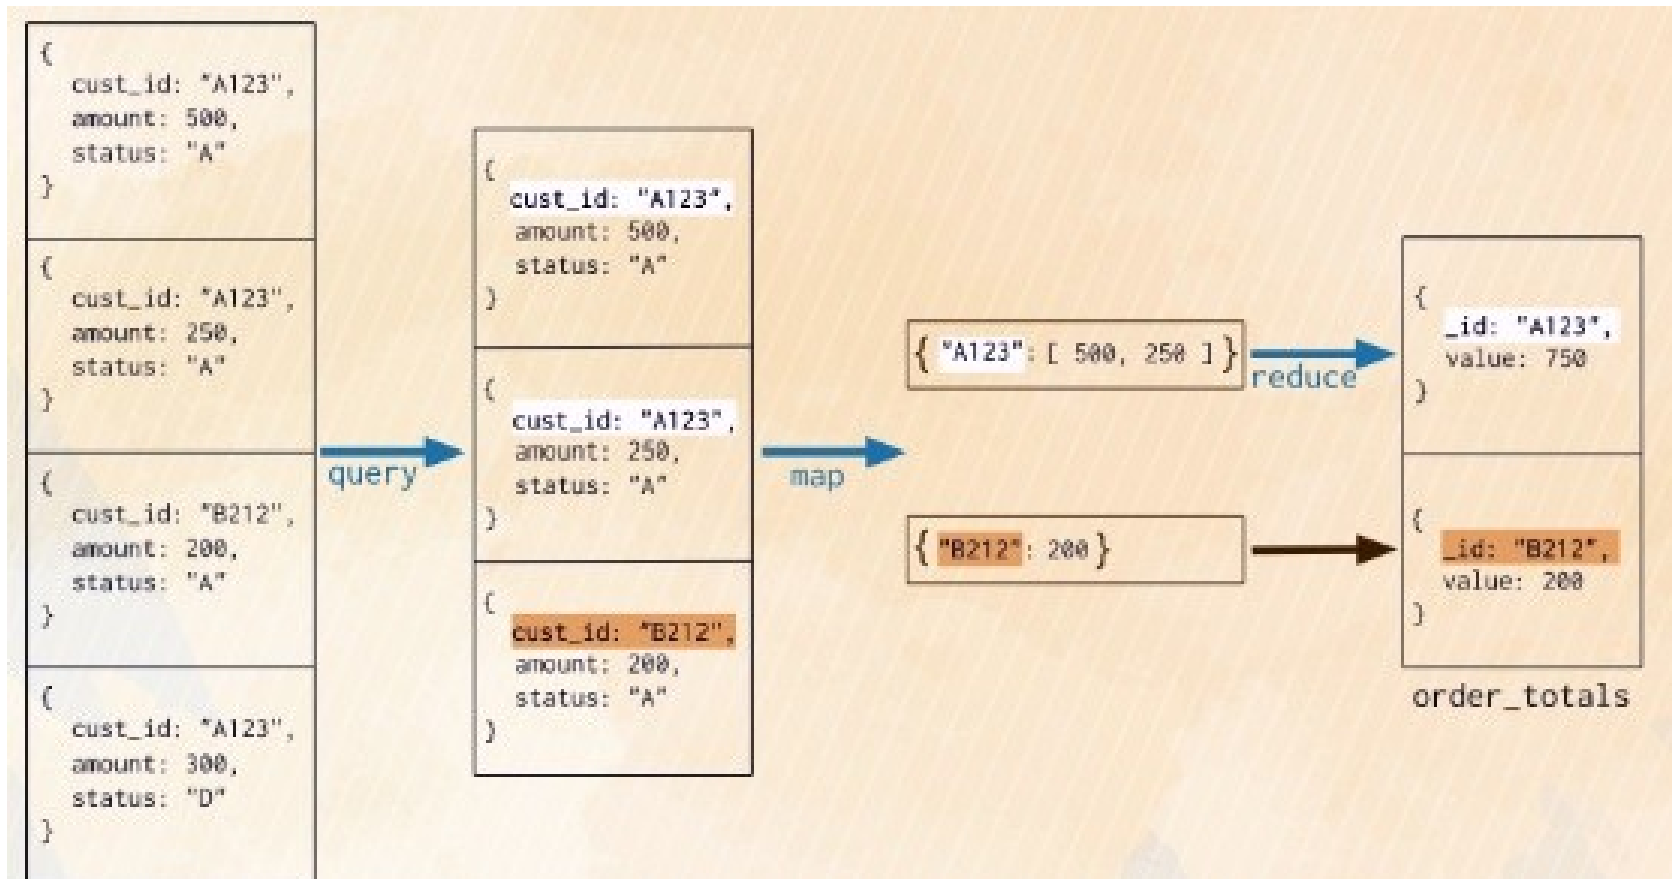 {
cust_id: "A123",
amount: 500,
status: "A"
}
{
cust_id: "A123",
amount: 250,
status: "A"
}
{
cust_id: "B212",
amount: 200,
status: "A"
}
{
cust_id: "A123",
amount: 300,
status: "D"
}
query
{
cust_id: "A123",
amount: 500,
status: "A"
}
{
cust_id: "A123",
amount: 250,
status: "A"
}
{
cust_id: "B212",
amount: 200,
status: "A"
}
map
{ "A123": [ 500, 250 ] }
{ "B212": 200 }
reduce
{
_id: "A123",
value: 750
}
{
_id: "B212",
value: 200
}
order_totals